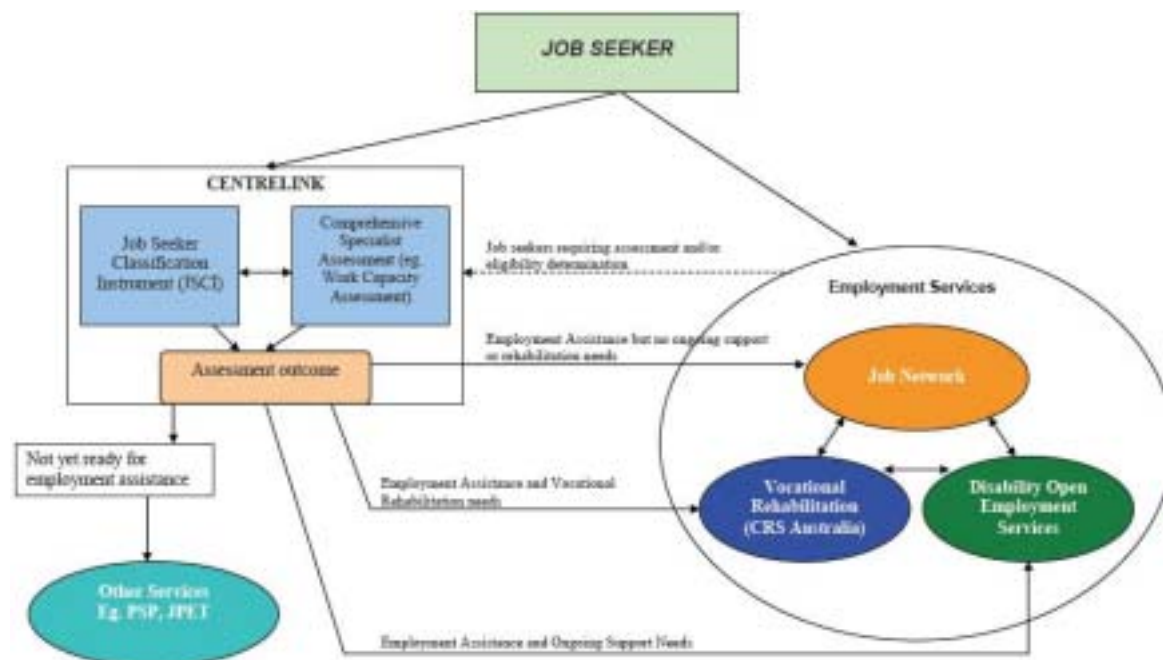 JOB SEEKER
CENTRELINK
Job Seeker
Classification
Instrument (JSCI)
Comprehensive
Specialist
Assessment (eg.
Work Capacity
Assessment)
Assessment outcome
Not yet ready for
employment assistance
Other Services
Eg. PSP, JPET
Job seekers requiring assessment and/or
eligibility determination
Employment Assistance but no ongoing support
or rehabilitation needs
Employment Assistance and Vocational
Rehabilitation needs
Employment Assistance and Ongoing Support Needs
Employment Services
Job Network
Vocational
Rehabilitation
(CRS Australia)
Disability Open
Employment
Services